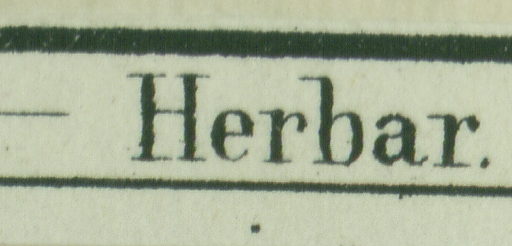 — Herbar.